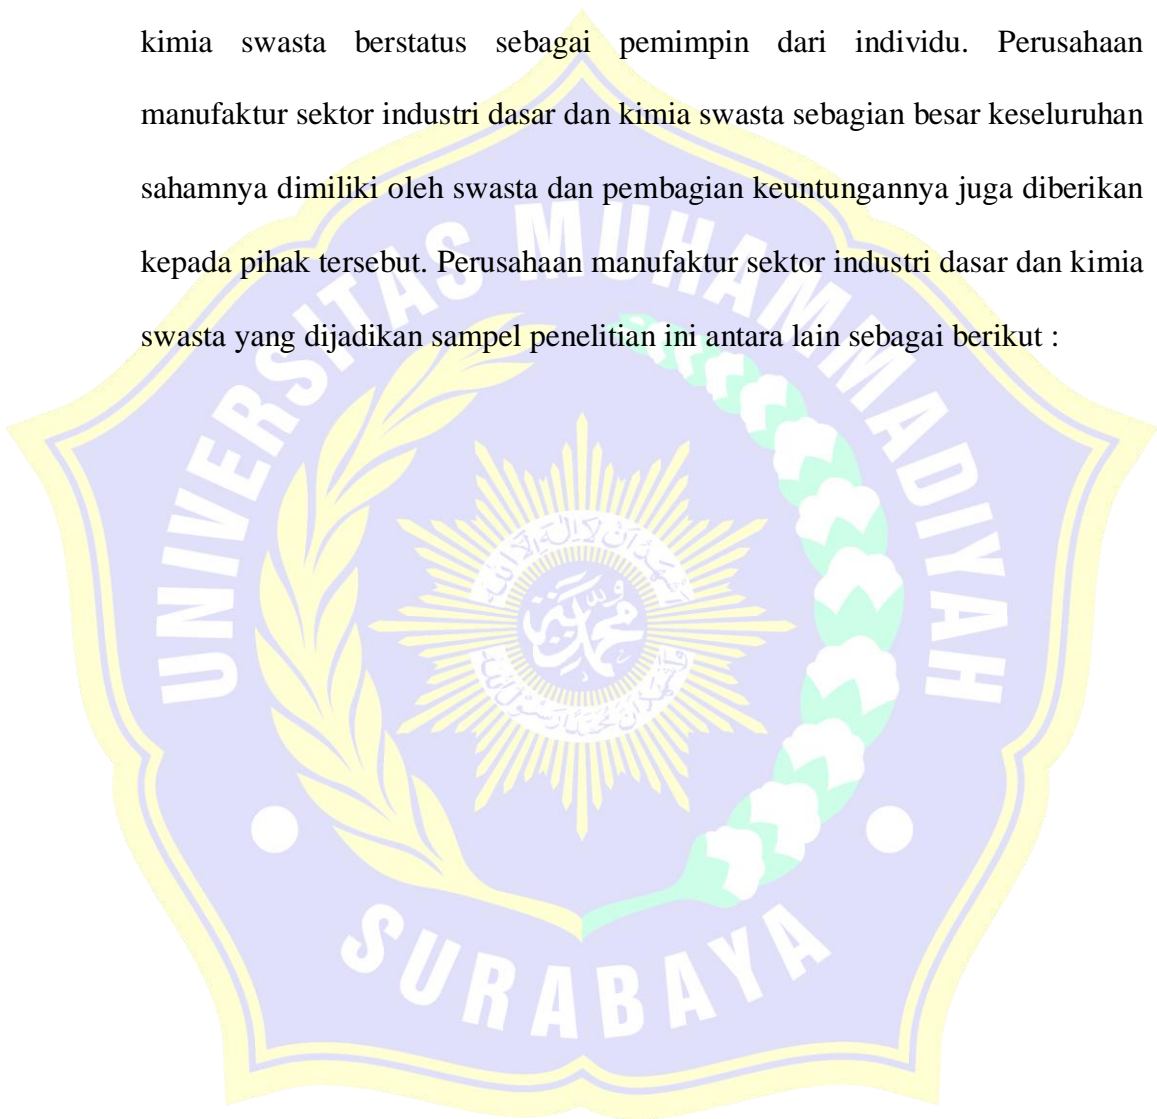 kimia swasta berstatus sebagai pemimpin dari individu. Perusahaan
manufaktur sektor industri dasar dan kimia swasta sebagian besar keseluruhan
sahamnya dimiliki oleh swasta dan pembagian keuntungannya juga diberikan
kepada pihak tersebut. Perusahaan manufaktur sektor industri dasar dan kimia
swasta yang dijadikan sampel penelitian ini antara lain sebagai berikut :
UNIVERSITAS MUHAMMADIYAH
محمد
SURABAYA